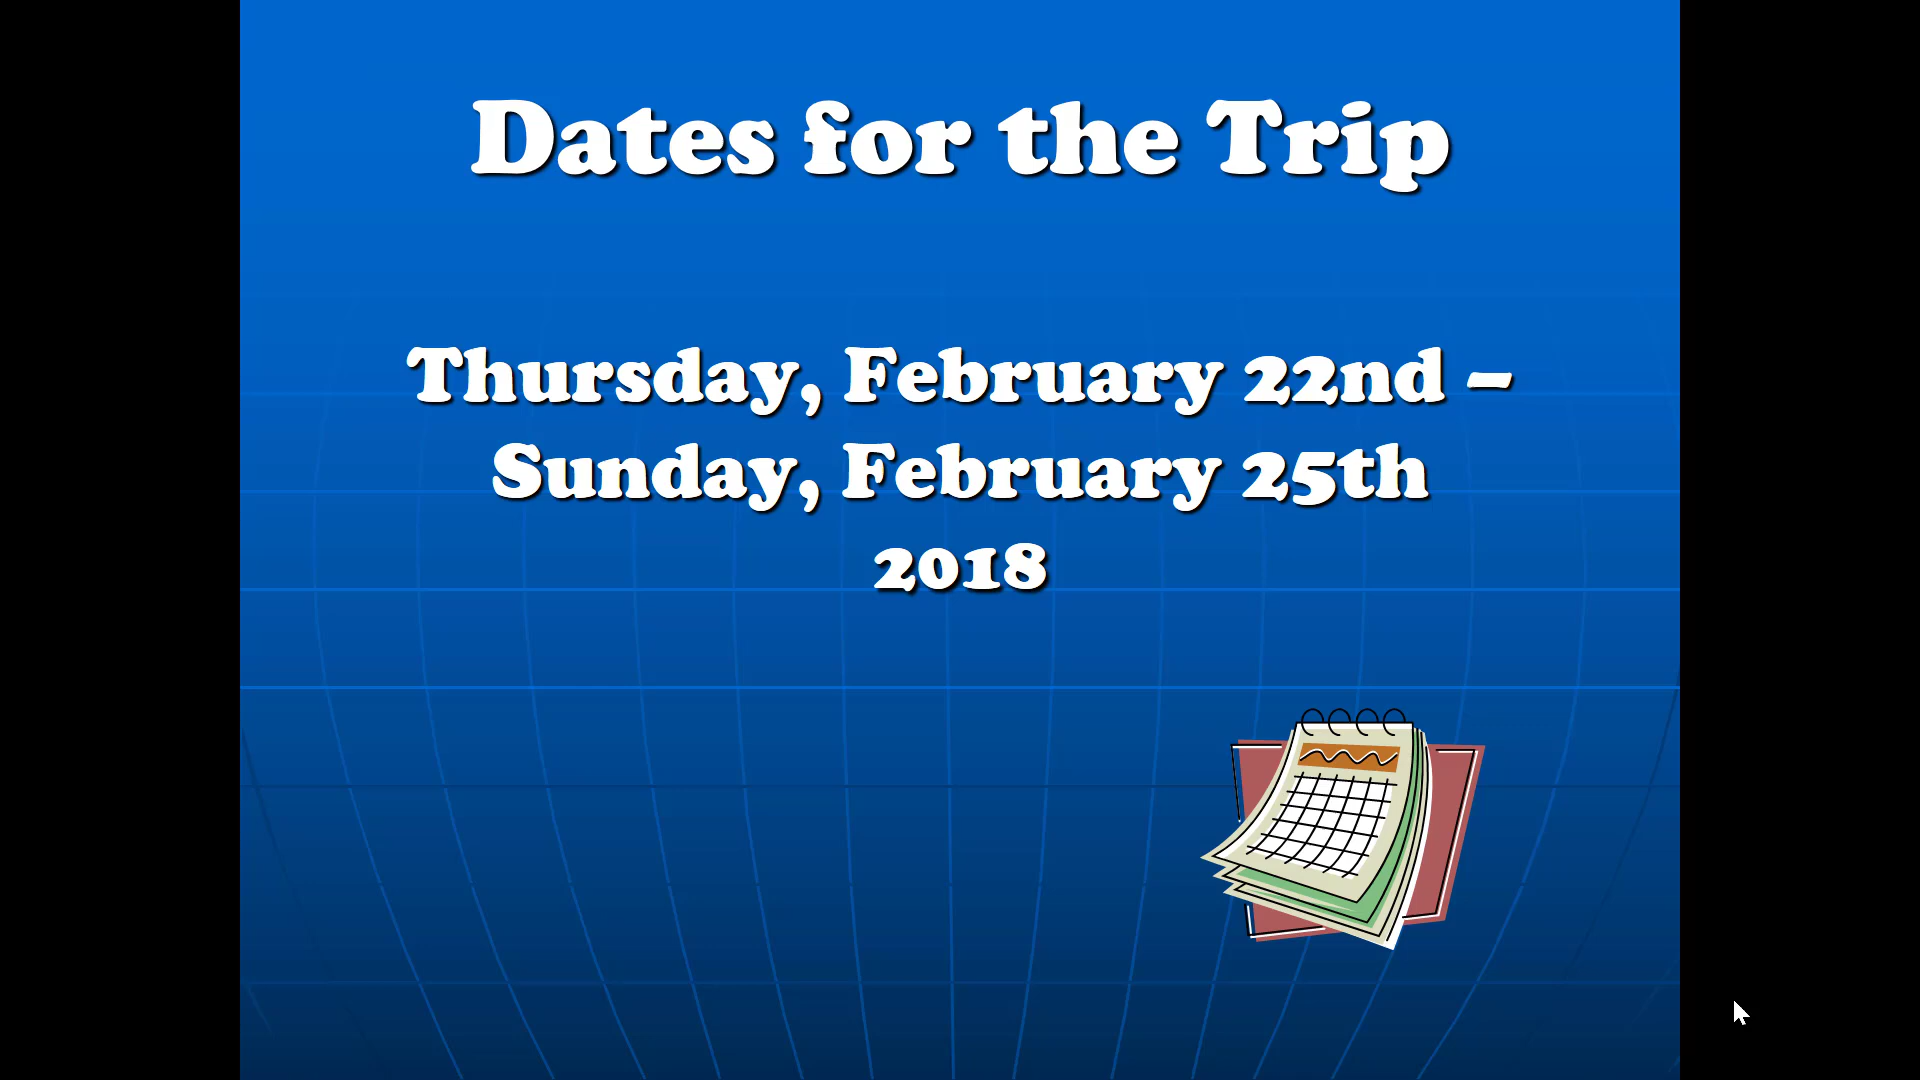 Dates for the Trip
Thursday, February 22nd –
Sunday, February 25th
2018